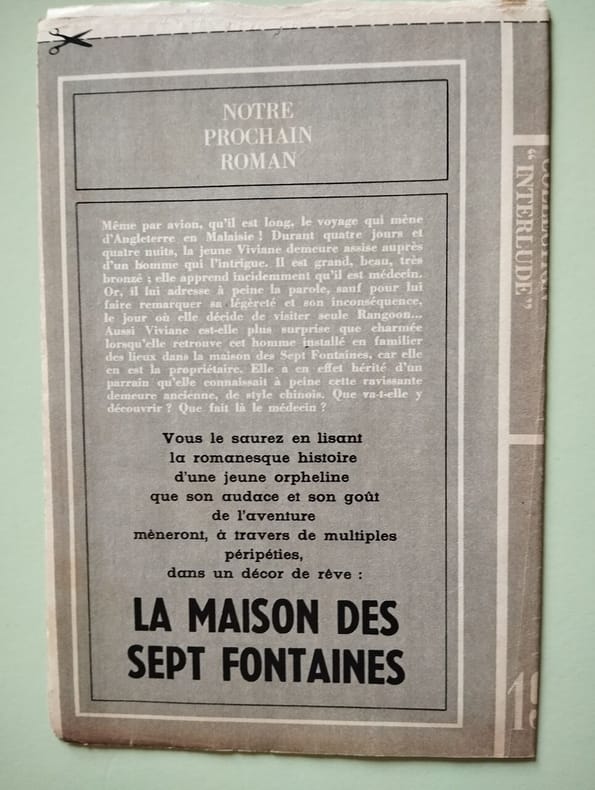 NOTRE
PROCHAIN
ROMAN
Même par avion, qu'il est long, le voyage qui mène
d'Angleterre en Malaisie ! Durant quatre jours et
quatre nuits, la jeune Viviane demeure assise auprès
d'un homme qui l'intrigue. Il est grand, beau, très
bronzé ; elle apprend incidemment qu'il est médecin.
Or, il lui adresse à peine la parole, sauf pour lui
faire remarquer sa légèreté et son inconséquence,
le jour où elle décide de visiter seule Rangoon...
Aussi Viviane est-elle plus surprise que charmée
lorsqu'elle retrouve cet homme installé en familier
des lieux dans la maison des Sept Fontaines, car elle
en est la propriétaire. Elle a en effet hérité d'un
parrain qu'elle connaissait à peine cette ravissante
demeure ancienne, de style chinois. Que va-t-elle y
découvrir ? Que fait là le médecin ?
Vous le saurez en lisant
la romanesque histoire
d'une jeune orpheline
que son audace et son goût
de l'aventure
mèneront, à travers de multiples
péripéties,
dans un décor de rêve :
LA MAISON DES
SEPT FONTAINES
COLLECTION
"INTERLUDE"